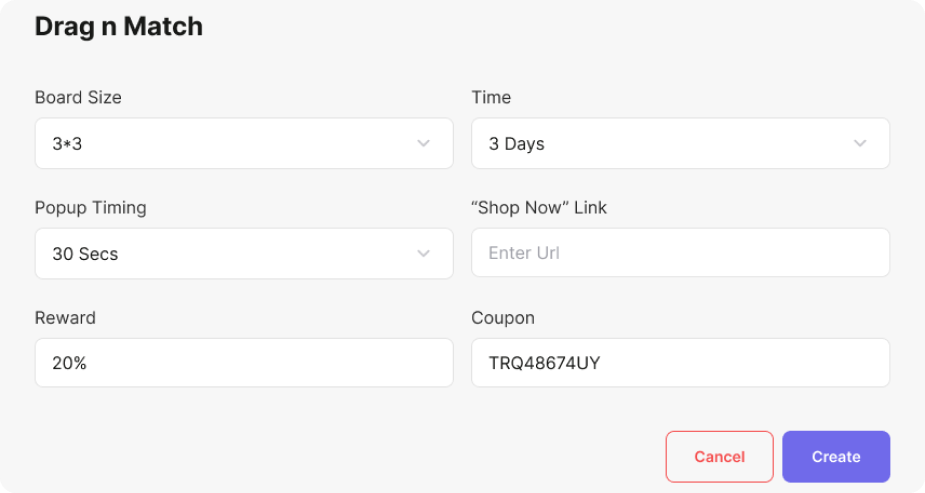 Drag n Match
Board Size
Time
3*3
3 Days
Popup Timing
“Shop Now” Link
30 Secs
Enter Url
Reward
Coupon
20%
TRQ48674UY
Cancel
Create